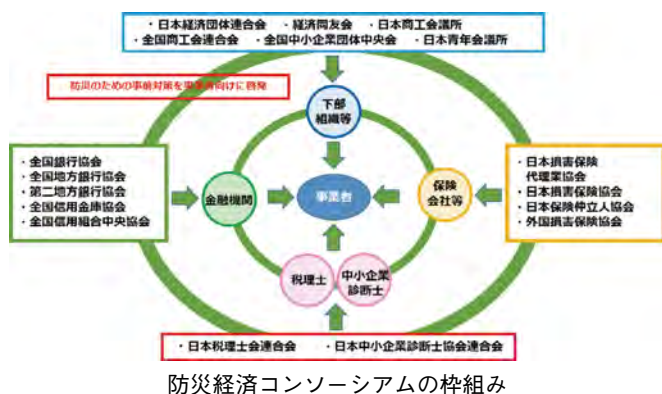 ・日本経済団体連合会 ・経済同友会 ・日本商工会議所
・全国商工会連合会 ・全国中小企業団体中央会 ・日本青年会議所
防災のための事前対策を事業者向けに啓発
下部
組織等
・全国銀行協会
・全国地方銀行協会
・第二地方銀行協会
・全国信用金庫協会
・全国信用組合中央協会
金融機関
事業者
保険
会社等
・日本損害保険
代理業協会
・日本損害保険協会
・日本保険仲立人協会
・外国損害保険協会
税理士
中小企業
診断士
・日本税理士会連合会 ・日本中小企業診断士協会連合会
防災経済コンソーシアムの枠組み